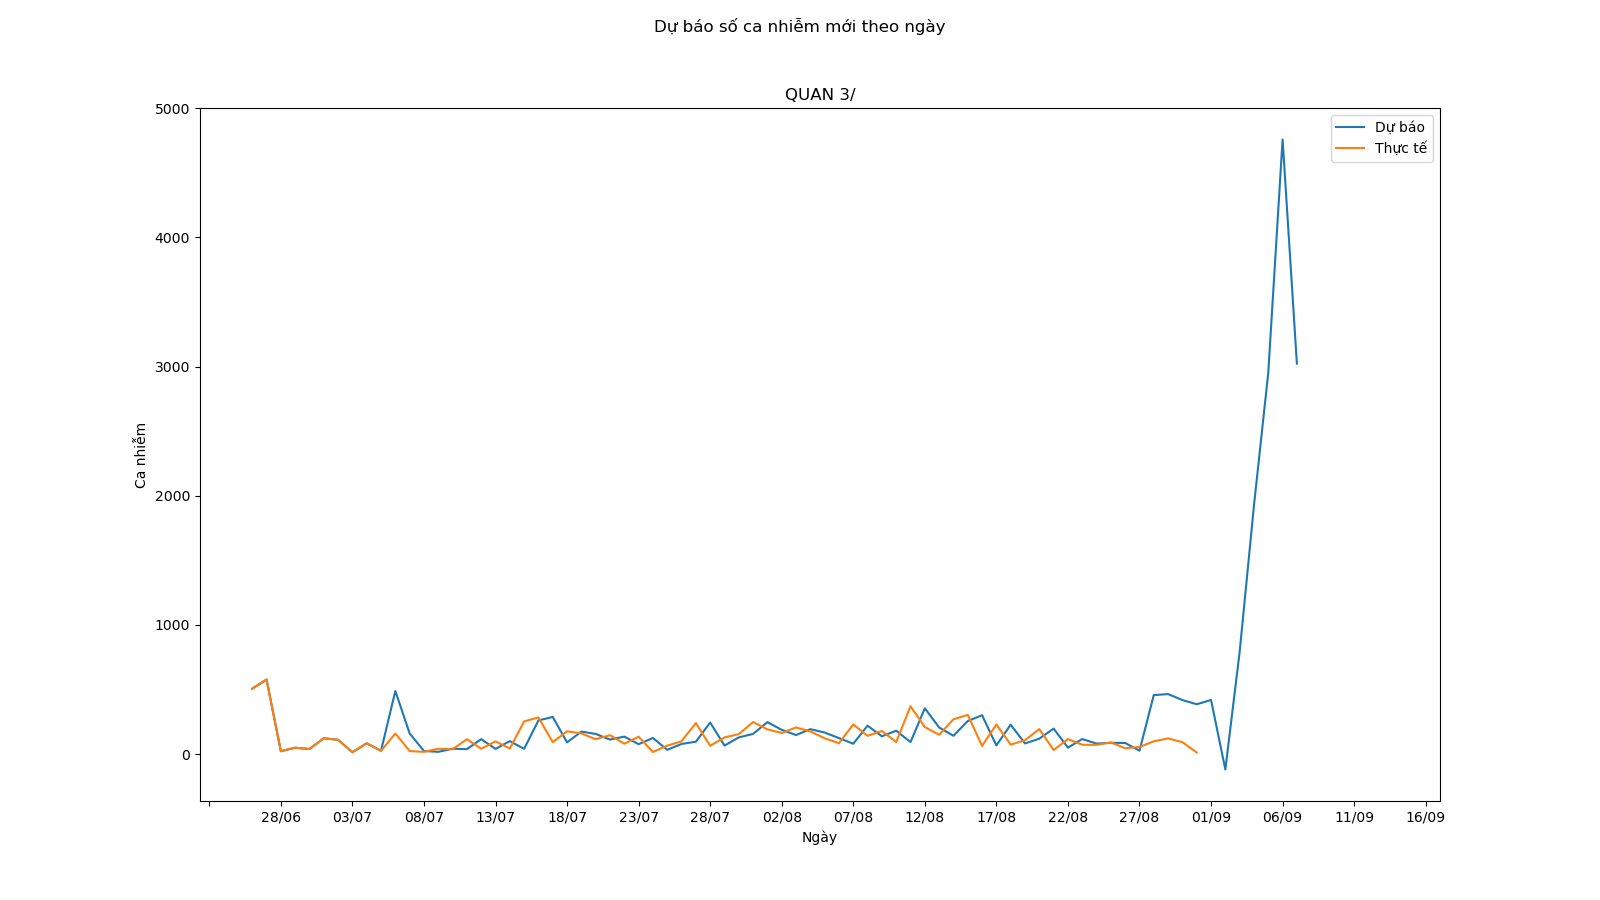 Dự báo số ca nhiễm mới theo ngày
QUAN 3/
5000
4000
3000
2000
1000
0
Ca nhiễm
Dự báo
Thực tế
28/06 03/07 08/07 13/07 18/07 23/07 28/07 02/08 07/08 12/08 17/08 22/08 27/08 01/09 06/09 11/09 16/09
Ngày